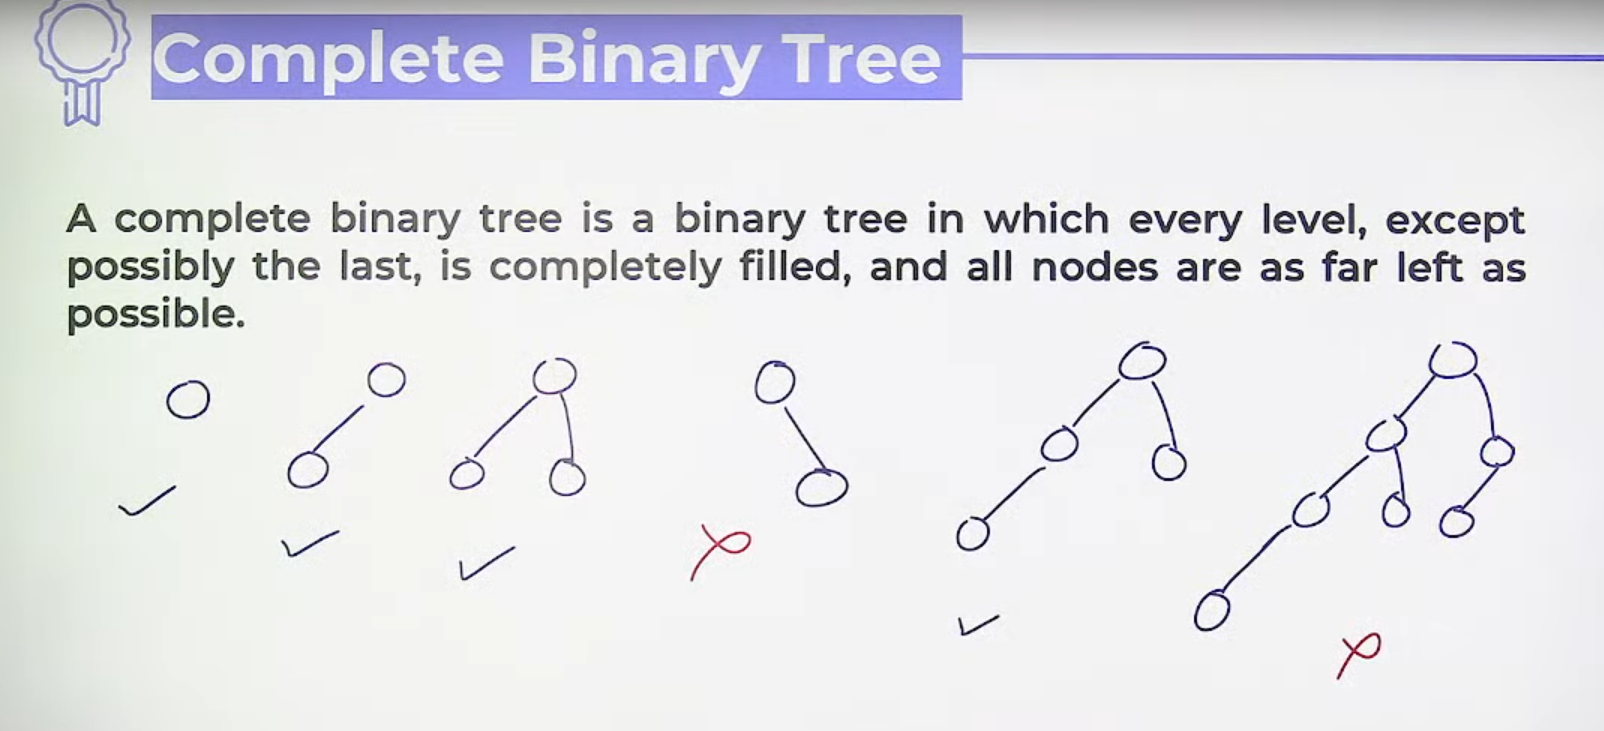 Complete Binary Tree
A complete binary tree is a binary tree in which every level, except
possibly the last, is completely filled, and all nodes are as far left as
possible.